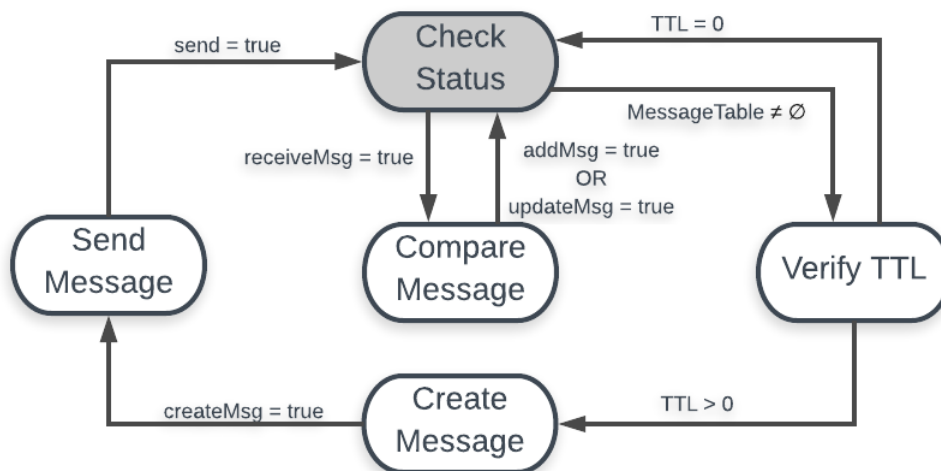 Check
Status
send = true
TTL = 0
MessageTable ≠ ∅
receiveMsg = true
addMsg = true
OR
updateMsg = true
Send
Message
Compare
Message
Verify TTL
Create
Message
createMsg = true
TTL > 0